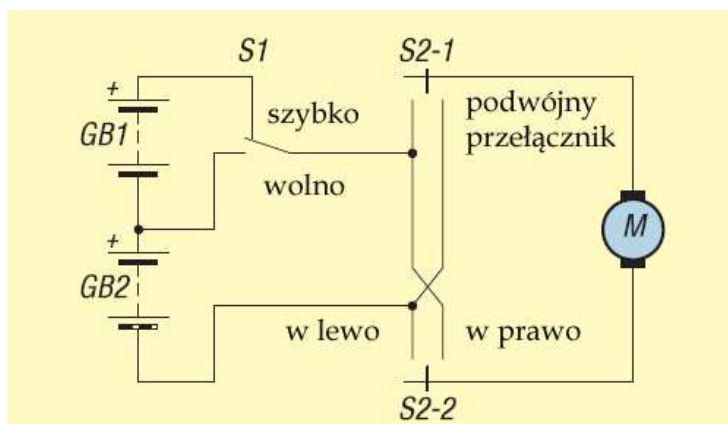 S1
S2-1
+
GB1
szybko
wolno
podwójny
przełącznik
M
+
GB2
w lewo
w prawo
S2-2